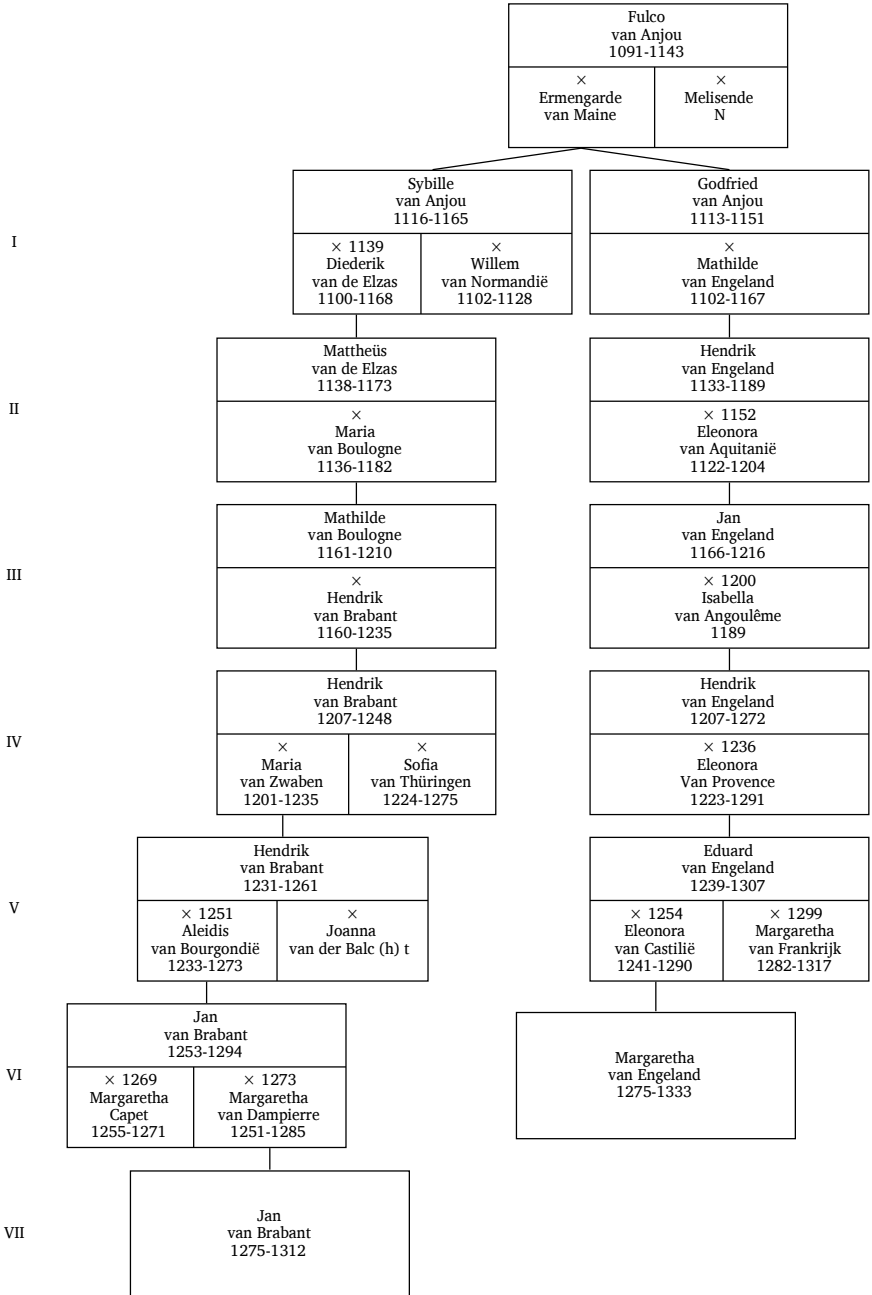 Fulco
van Anjou
1091-1143
×
Ermengarde
van Maine
×
Melisende
N
I
Sybille
van Anjou
1116-1165
× 1139
Diederik
van de Elzas
1100-1168
×
Willem
van Normandië
1102-1128
Godfried
van Anjou
1113-1151
×
Mathilde
van Engeland
1102-1167
II
Mattheüs
van de Elzas
1138-1173
×
Maria
van Boulogne
1136-1182
Hendrik
van Engeland
1133-1189
× 1152
Eleonora
van Aquitanië
1122-1204
III
Mathilde
van Boulogne
1161-1210
×
Hendrik
van Brabant
1160-1235
Jan
van Engeland
1166-1216
× 1200
Isabella
van Angoulême
1189
IV
Hendrik
van Brabant
1207-1248
×
Maria
van Zwaben
1201-1235
×
Sofia
van Thüringen
1224-1275
Hendrik
van Engeland
1207-1272
× 1236
Eleonora
Van Provence
1223-1291
V
Hendrik
van Brabant
1231-1261
× 1251
Aleidis
van Bourgondië
1233-1273
×
Joanna
van der Balc (h) t
Eduard
van Engeland
1239-1307
× 1254
Eleonora
van Castilië
1241-1290
× 1299
Margaretha
van Frankrijk
1282-1317
VI
Jan
van Brabant
1253-1294
× 1269
Margaretha
Capet
1255-1271
× 1273
Margaretha
van Dampierre
1251-1285
Margaretha
van Engeland
1275-1333
VII
Jan
van Brabant
1275-1312